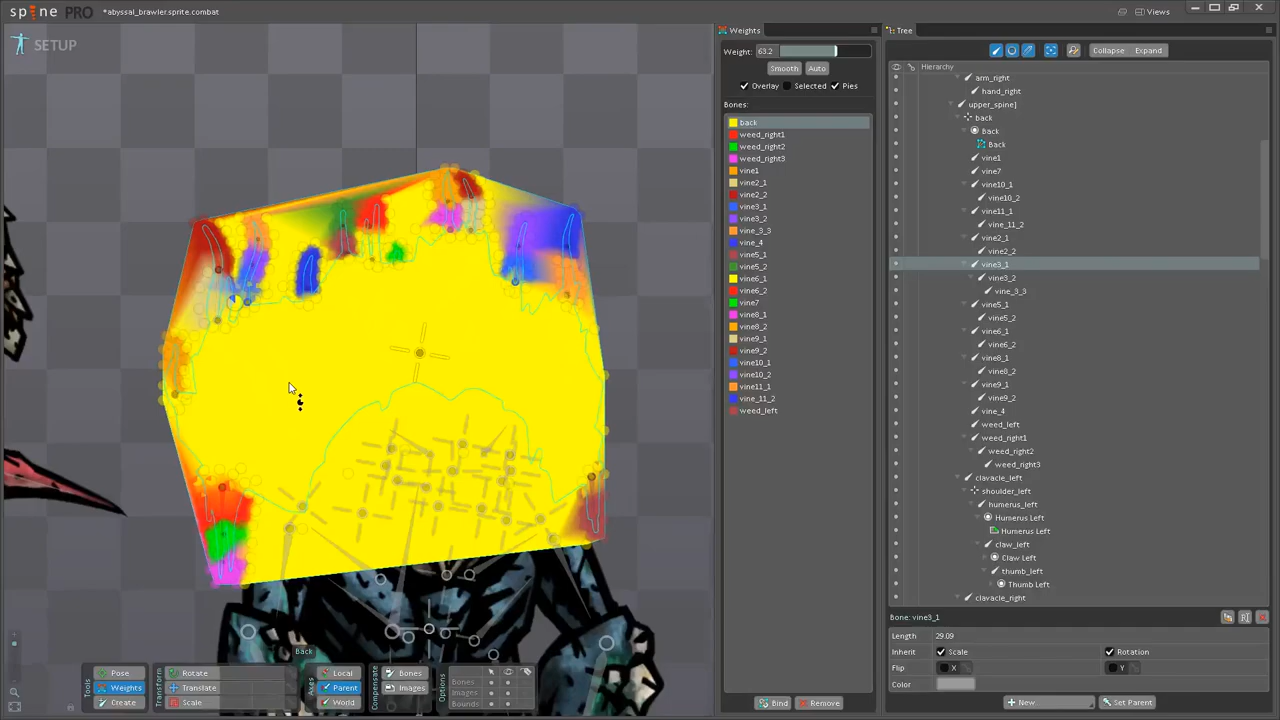 spine PRO
*abyssal_brawler.sprite.combat
Views
SETUP
Weights
Weight: 63.2
Smooth
Auto
Overlay
Selected
Pies
Bones:
back
weed_right1
weed_right2
weed_right3
vine1
vine2_1
vine2_2
vine3_1
vine3_2
vine_3_3
vine_4
vine5_1
vine5_2
vine6_1
vine6_2
vine7
vine8_1
vine8_2
vine9_1
vine9_2
vine10_1
vine10_2
vine11_1
vine_11_2
weed_left
Bind
Remove
Tree
Collapse
Expand
Hierarchy
arm_right
hand_right
upper_spine]
back
Back
Back
vine1
vine7
vine10_1
vine10_2
vine11_1
vine_11_2
vine2_1
vine2_2
vine3_1
vine3_2
vine_3_3
vine5_1
vine5_2
vine6_1
vine6_2
vine8_1
vine8_2
vine9_1
vine9_2
vine_4
weed_left
weed_right1
weed_right2
weed_right3
clavacle_left
shoulder_left
humerus_left
Humerus Left
Humerus Left
claw_left
Claw Left
thumb_left
Thumb Left
clavacle_right
Bone: vine3_1
Length 29.09
Inherit Scale Rotation
Flip X Y
Color
New...
Set Parent
Back
Tools
Pose
Weights
Create
Transform
Rotate
Translate
Scale
Axes
Local
Parent
World
Compensate
Bones
Images
Options
Bones
Images
Bounds